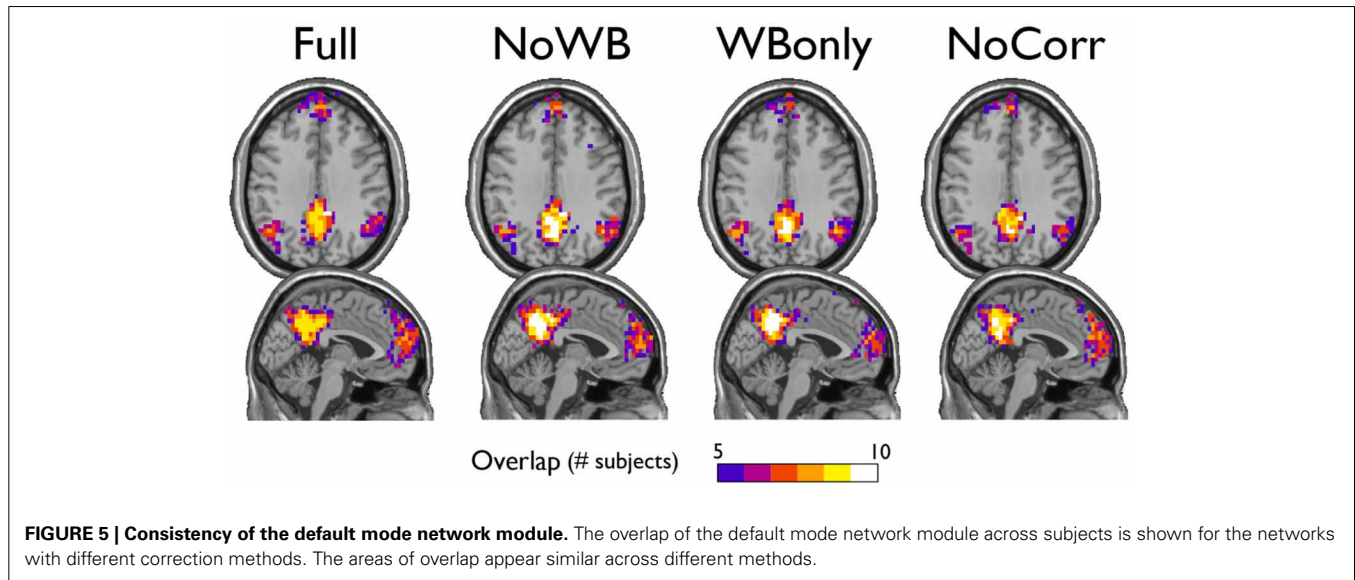 Full NoWB WBonly NoCorr
Overlap (# subjects)
5 10
FIGURE 5 | Consistency of the default mode network module. The overlap of the default mode network module across subjects is shown for the networks
with different correction methods. The areas of overlap appear similar across different methods.